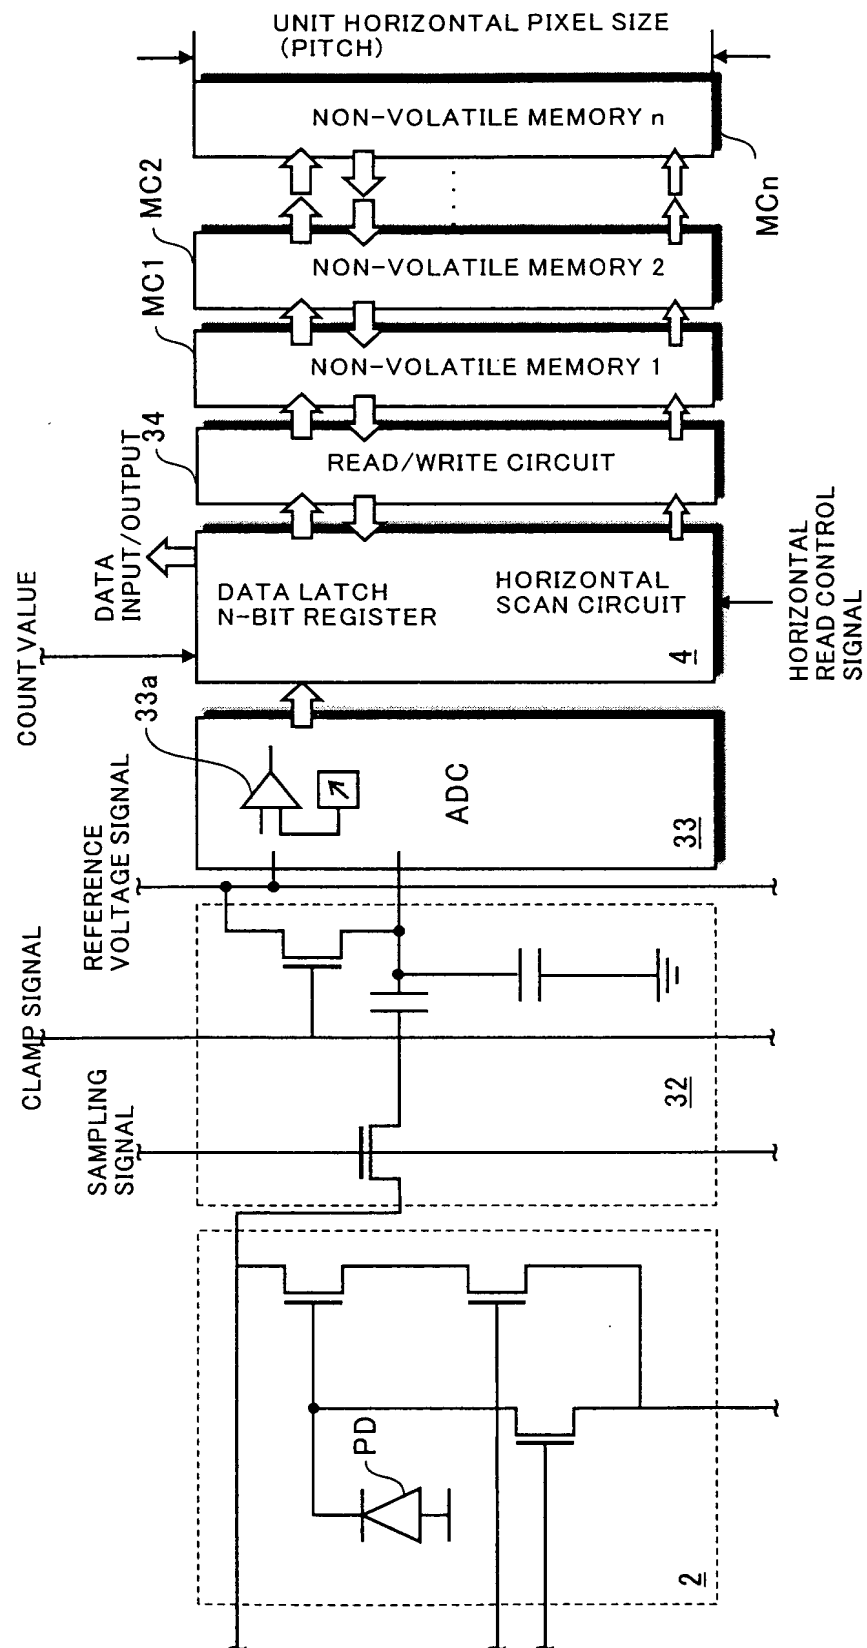 UNIT HORIZONTAL PIXEL SIZE
(PITCH)
NON-VOLATILE MEMORY n
MCn
MC2
NON-VOLATILE MEMORY 2
MC1
NON-VOLATILE MEMORY 1
34
READ/WRITE CIRCUIT
DATA
INPUT/OUTPUT
DATA LATCH
N-BIT REGISTER
HORIZONTAL
SCAN CIRCUIT
4
HORIZONTAL
READ CONTROL
SIGNAL
COUNT VALUE
33a
ADC
33
REFERENCE
VOLTAGE SIGNAL
CLAMP SIGNAL
SAMPLING
SIGNAL
32
PD
2